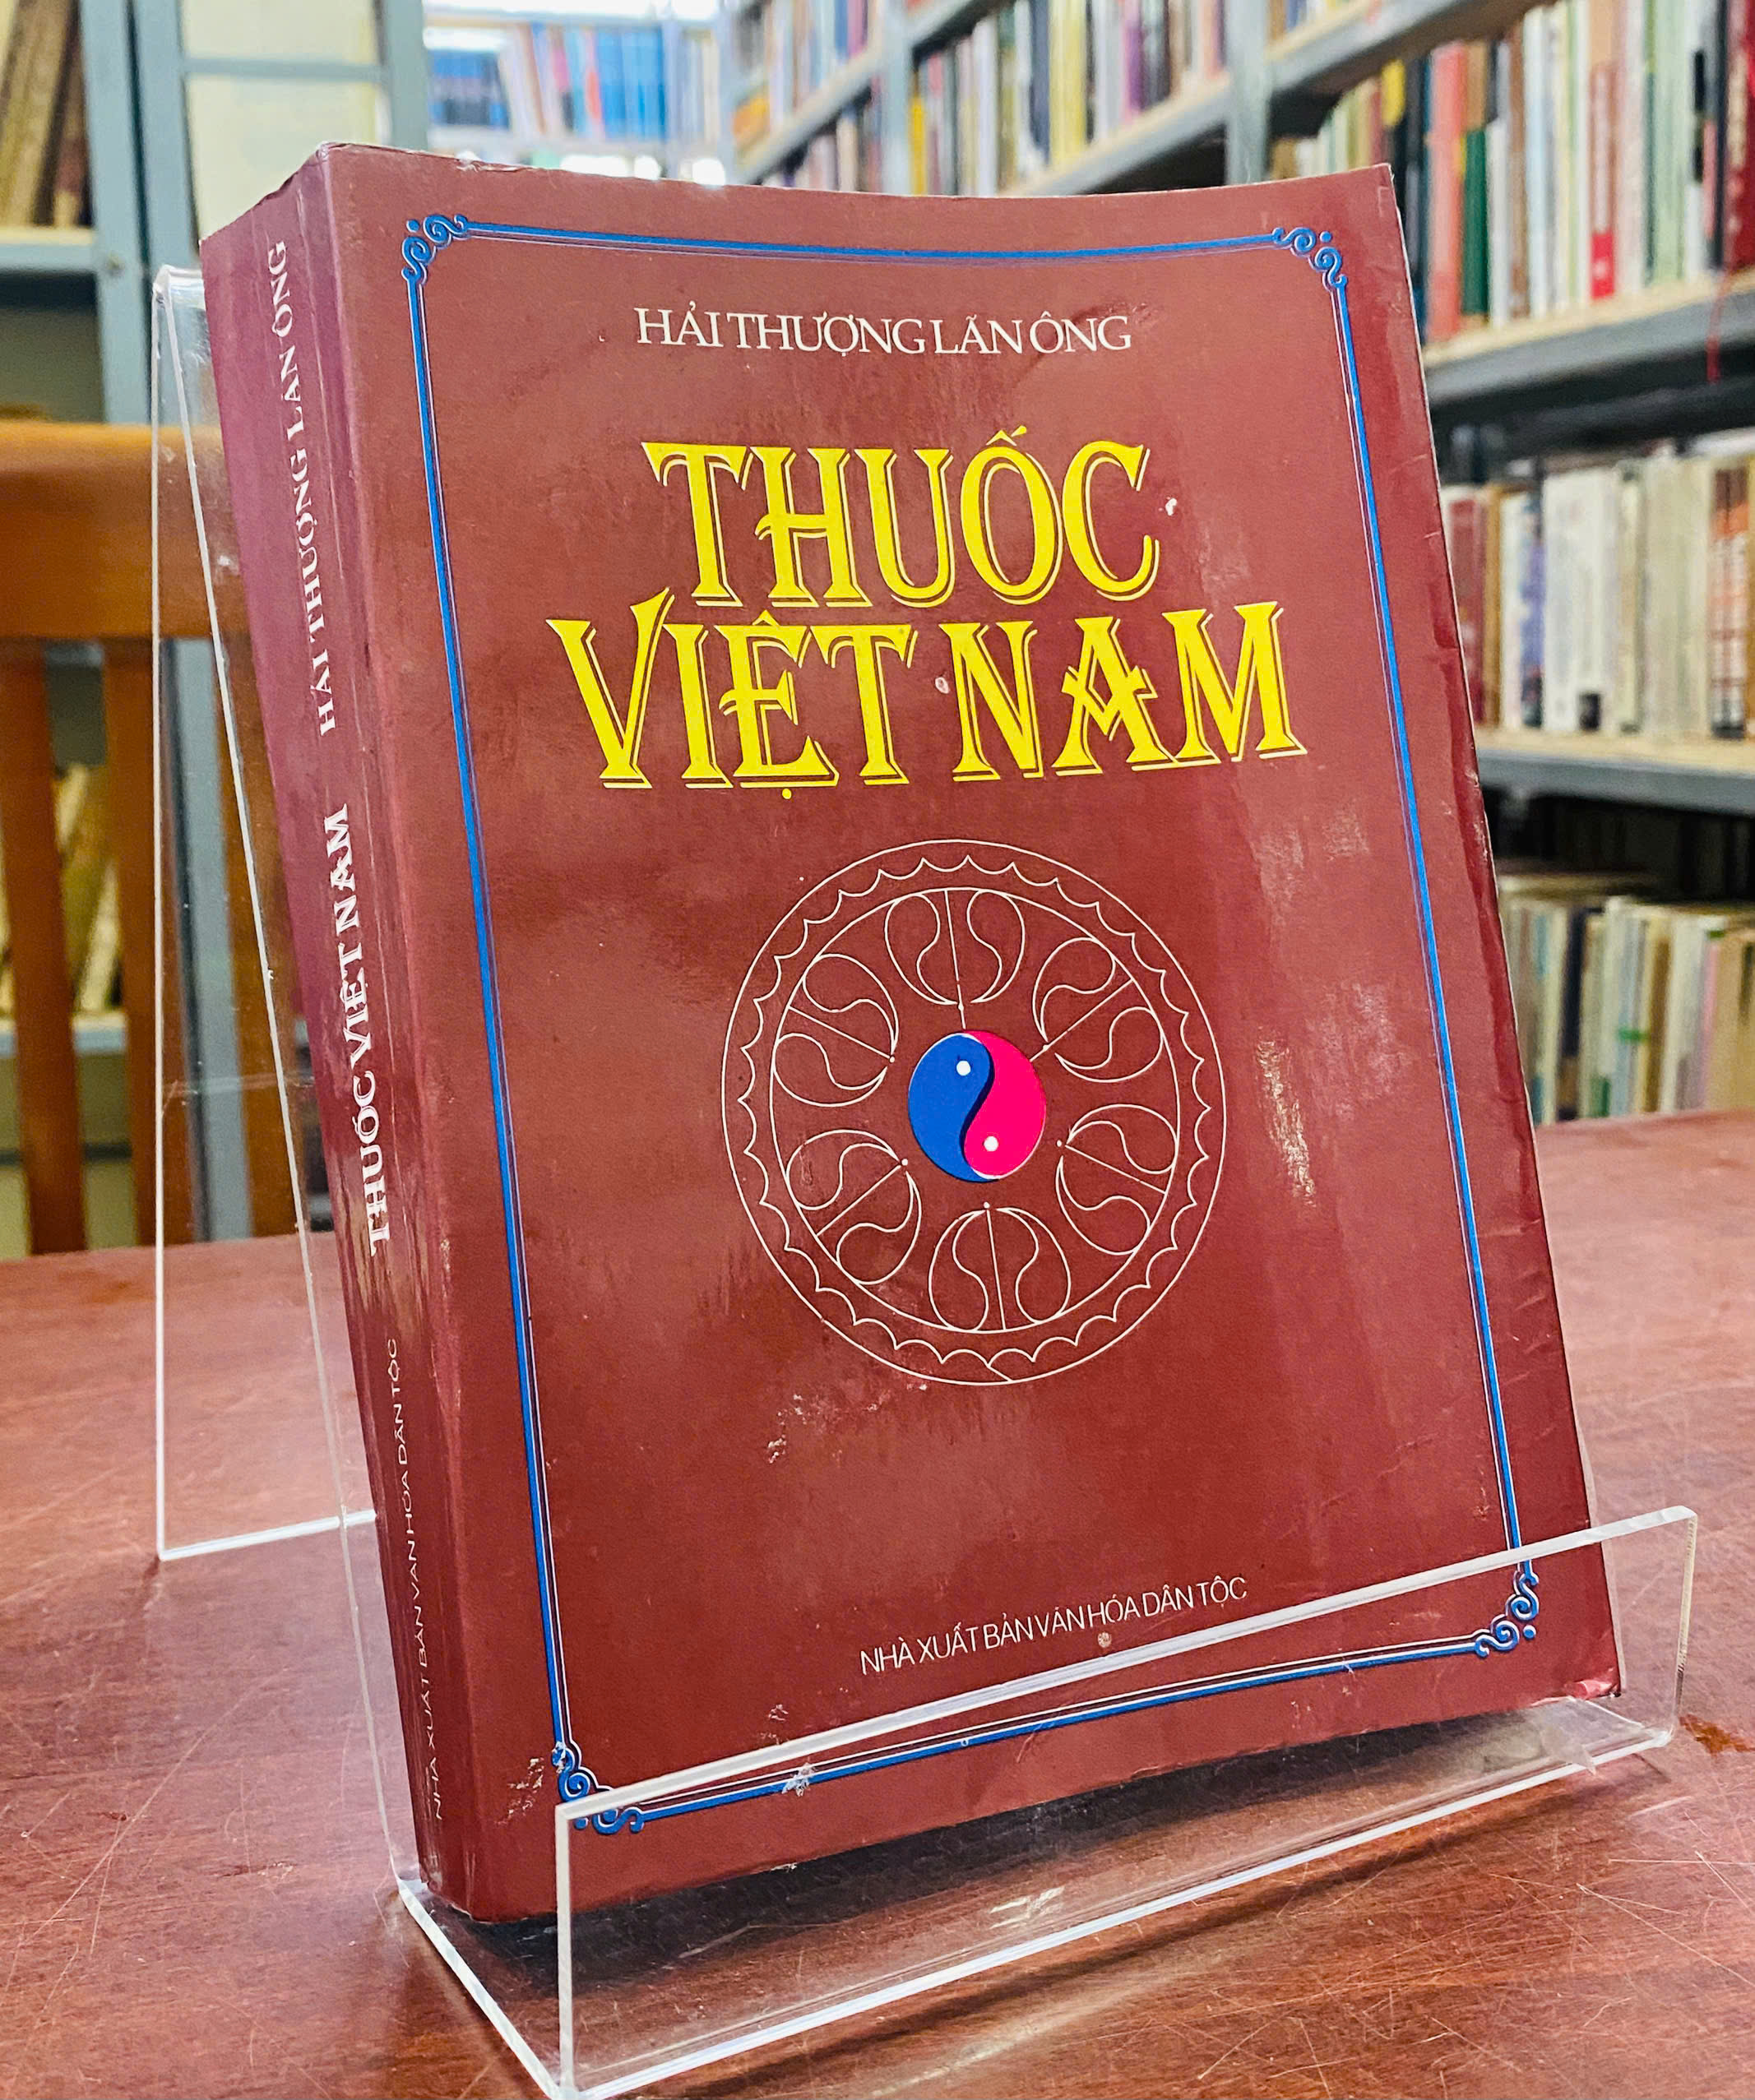 HẢI THƯỢNG LÃN ÔNG
THUỐC
VIỆT NAM
NHÀ XUẤT BẢN VĂN HÓA DÂN TỘC
HẢI THƯỢNG LÃN ÔNG
THUỐC VIỆT NAM
NHÀ XUẤT BẢN VĂN HÓA DÂN TỘC